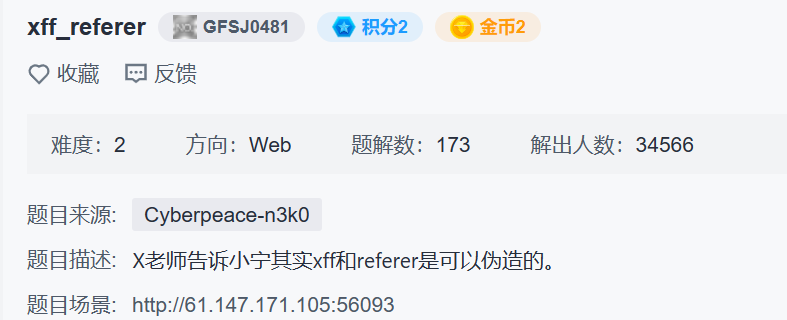 xff_referer GFSJ0481 积分2 金币2
收藏 反馈
难度：2 方向：Web 题解数：173 解出人数：34566
题目来源: Cyberpeace-n3k0
题目描述: X老师告诉小宁其实xff和referer是可以伪造的。
题目场景: http://61.147.171.105:56093